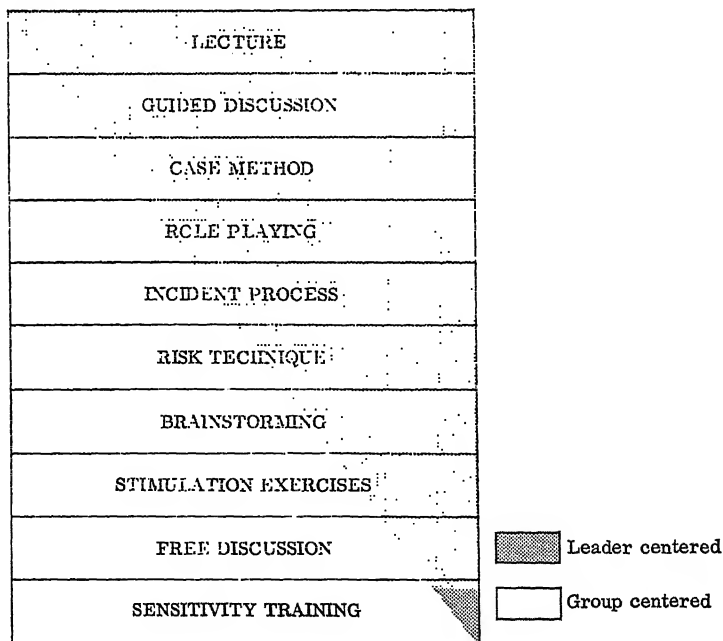 LECTURE
GUIDED DISCUSSION
CASE METHOD
ROLE PLAYING
INCIDENT PROCESS
RISK TECHNIQUE
BRAINSTORMING
STIMULATION EXERCISES
FREE DISCUSSION
Leader centered
SENSITIVITY TRAINING
Group centered